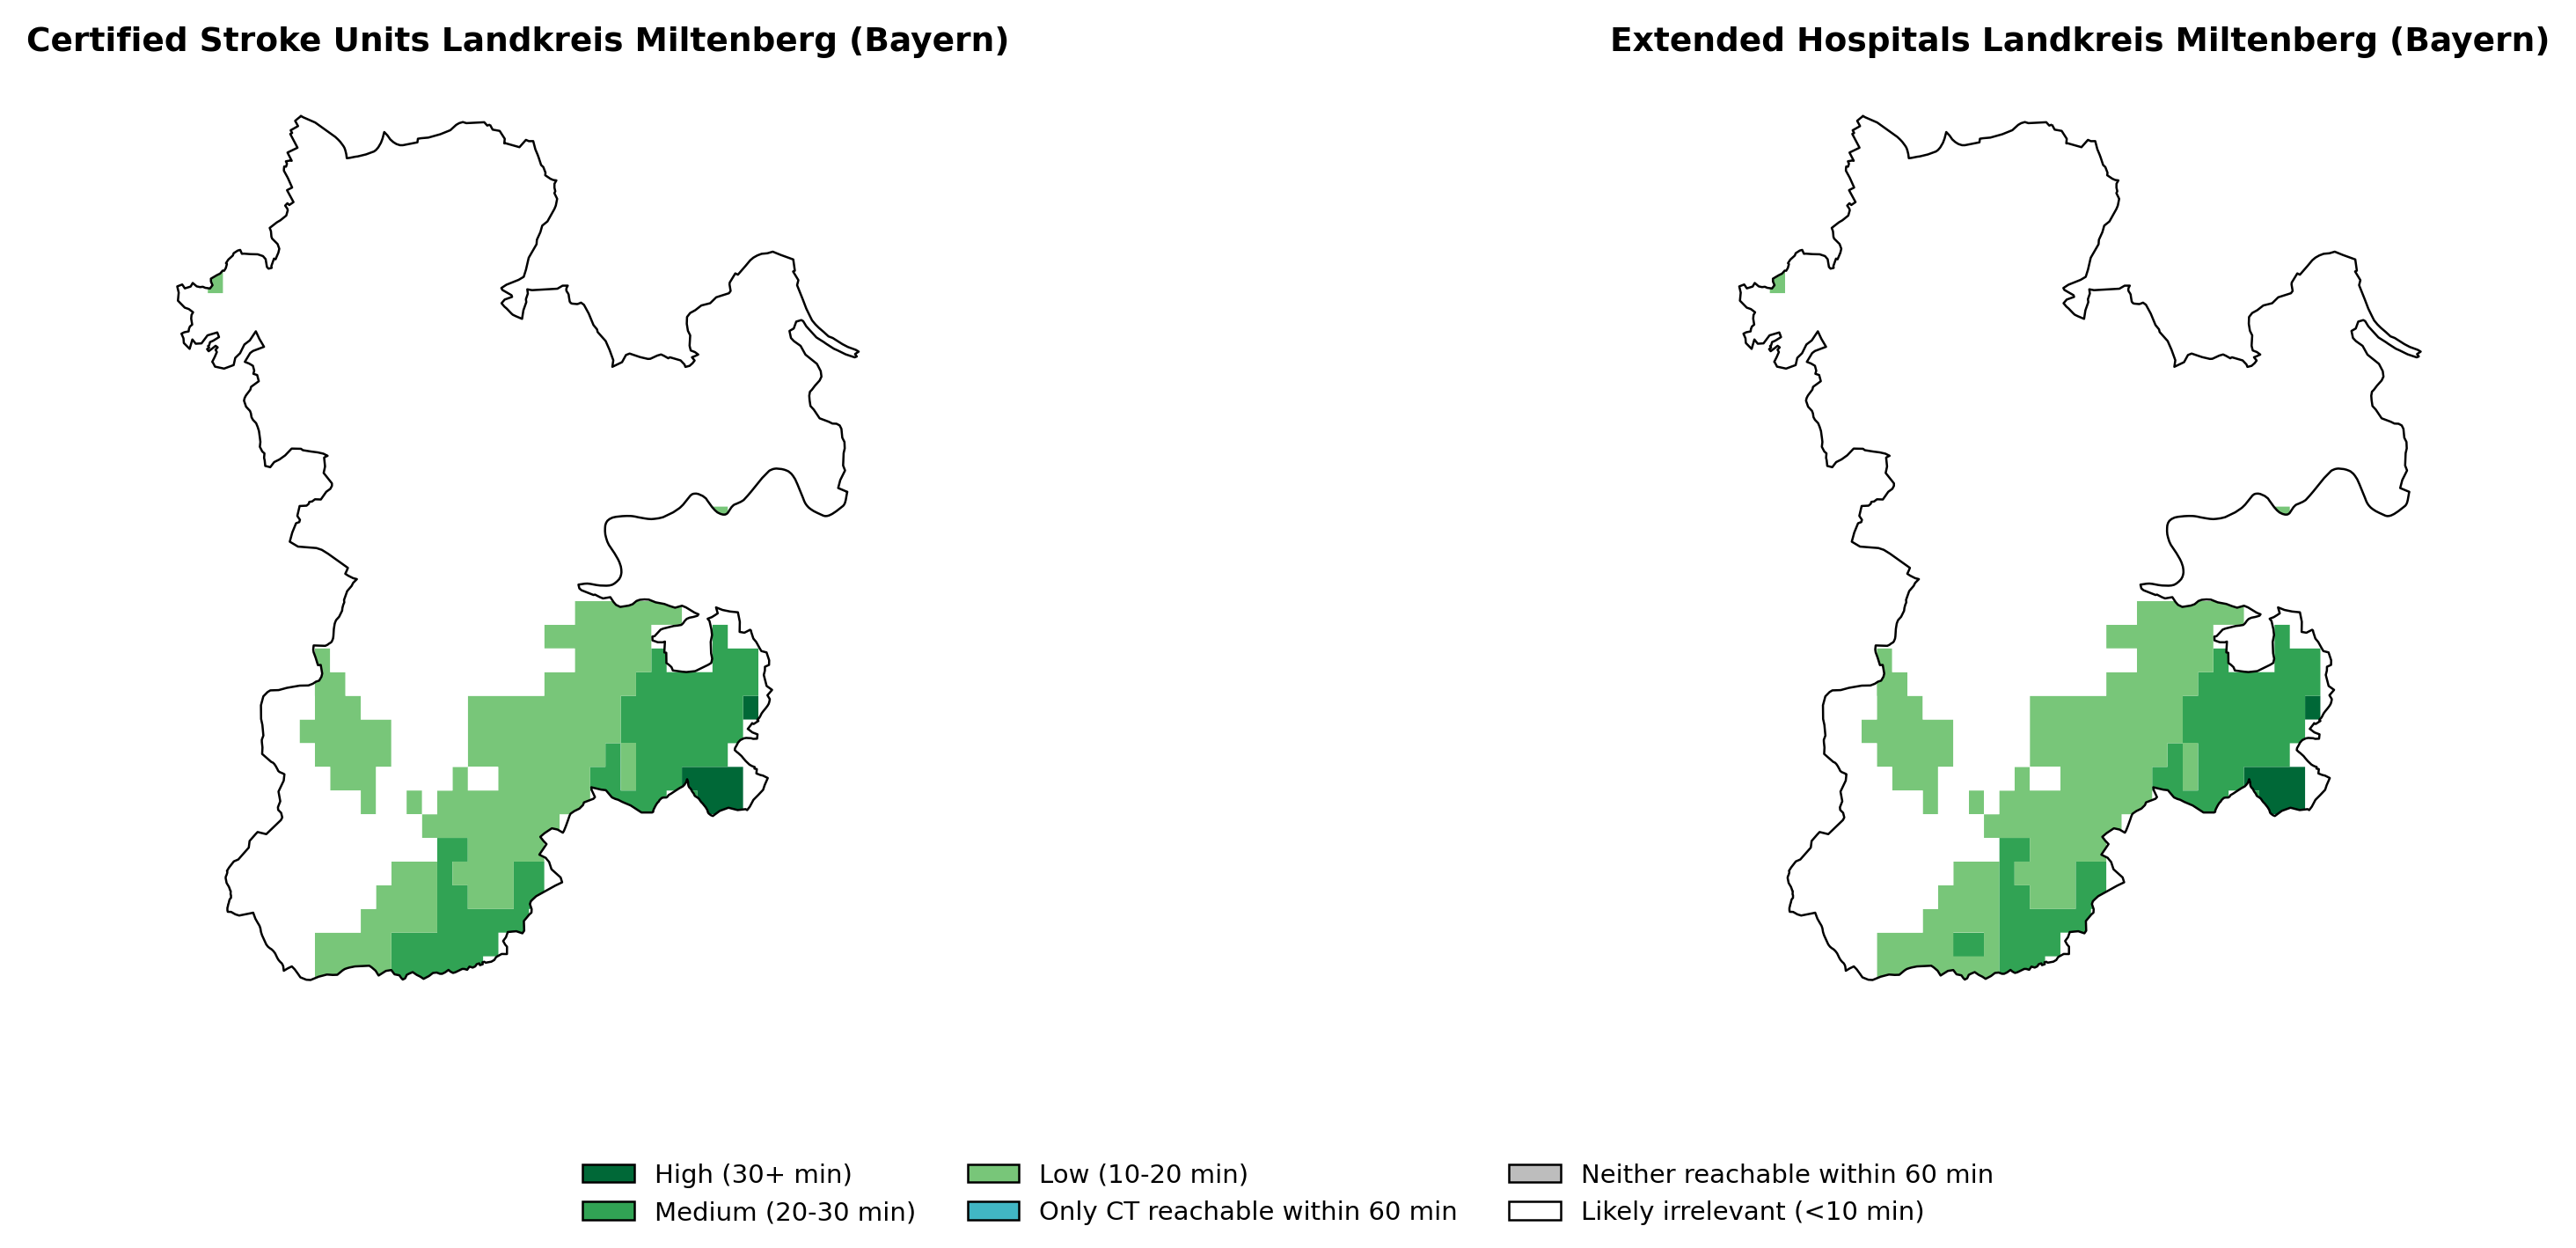 Certified Stroke Units Landkreis Miltenberg (Bayern)
Extended Hospitals Landkreis Miltenberg (Bayern)
High (30+ min)
Medium (20-30 min)
Low (10-20 min)
Only CT reachable within 60 min
Neither reachable within 60 min
Likely irrelevant (<10 min)